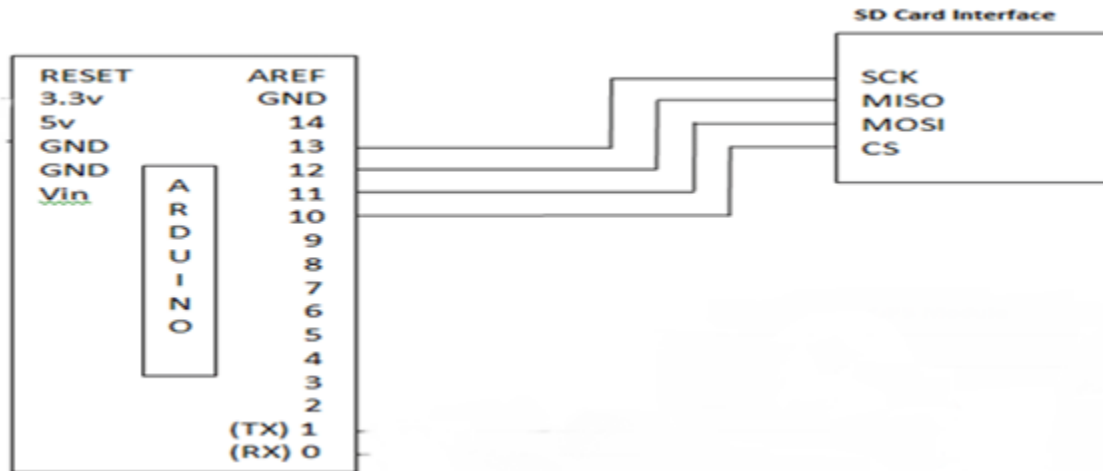 SD Card Interface
RESET AREF
3.3v GND
5v 14
GND 13
GND 12
Vin 11
10
9
8
7
6
5
4
3
2
(TX) 1
(RX) 0
A
R
D
U
I
N
O
SCK
MISO
MOSI
CS